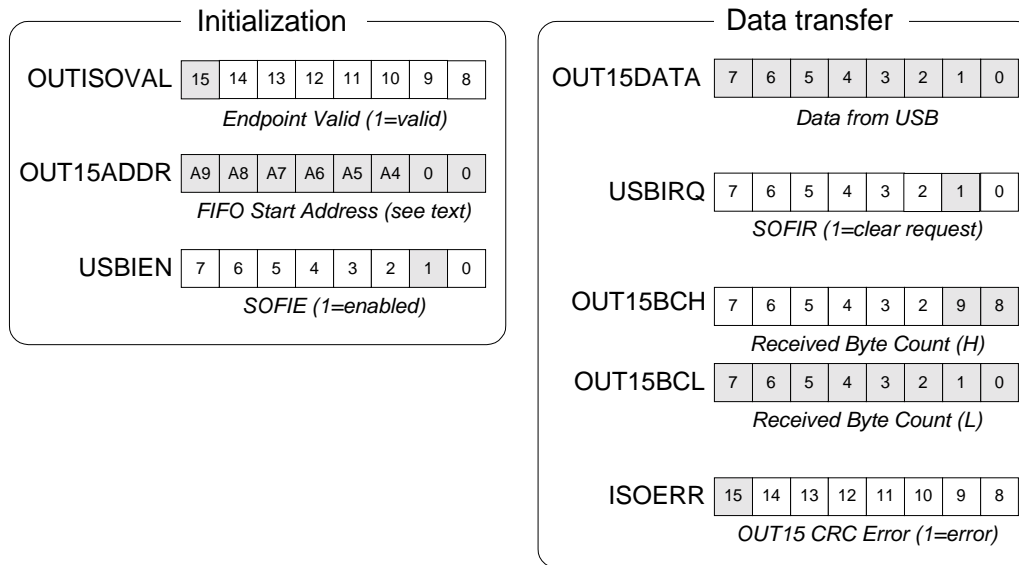 Initialization
OUTISOVAL 15 14 13 12 11 10 9 8
Endpoint Valid (1=valid)
OUT15ADDR A9 A8 A7 A6 A5 A4 0 0
FIFO Start Address (see text)
USBIEN 7 6 5 4 3 2 1 0
SOFIE (1=enabled)
Data transfer
OUT15DATA 7 6 5 4 3 2 1 0
Data from USB
USBIRQ 7 6 5 4 3 2 1 0
SOFIR (1=clear request)
OUT15BCH 7 6 5 4 3 2 9 8
Received Byte Count (H)
OUT15BCL 7 6 5 4 3 2 1 0
Received Byte Count (L)
ISOERR 15 14 13 12 11 10 9 8
OUT15 CRC Error (1=error)